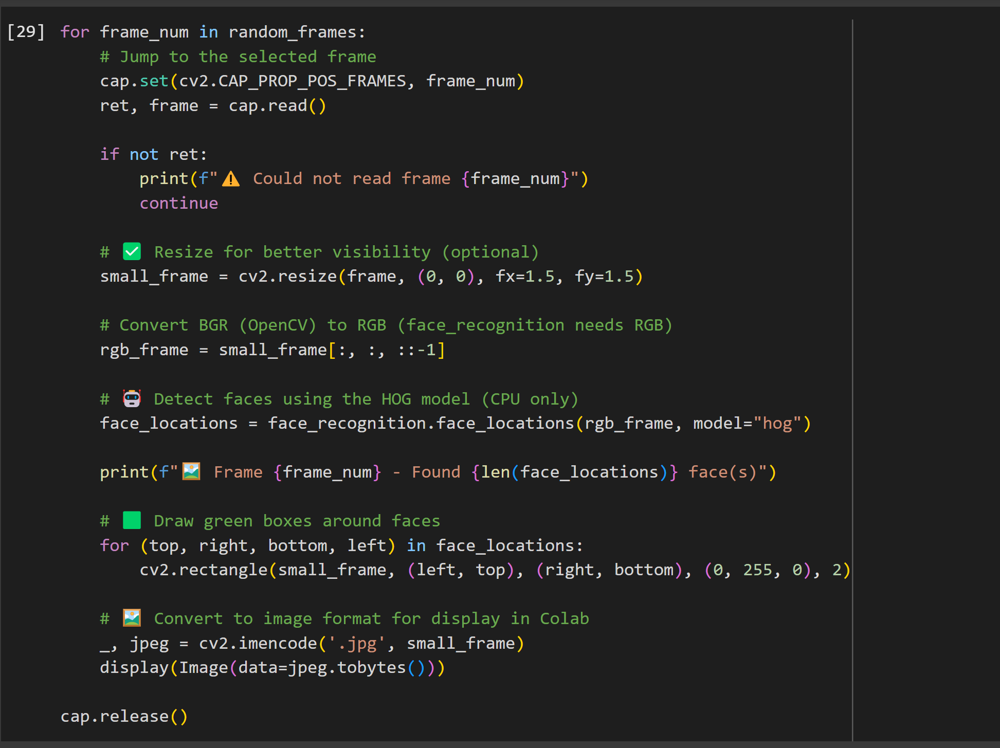 [29] for frame_num in random_frames:
    # Jump to the selected frame
    cap.set(cv2.CAP_PROP_POS_FRAMES, frame_num)
    ret, frame = cap.read()

    if not ret:
        print(f"⚠️ Could not read frame {frame_num}")
        continue

    # ✅ Resize for better visibility (optional)
    small_frame = cv2.resize(frame, (0, 0), fx=1.5, fy=1.5)

    # Convert BGR (OpenCV) to RGB (face_recognition needs RGB)
    rgb_frame = small_frame[:, :, ::-1]

    # 🤖 Detect faces using the HOG model (CPU only)
    face_locations = face_recognition.face_locations(rgb_frame, model="hog")

    print(f"🖼️ Frame {frame_num} - Found {len(face_locations)} face(s)")

    # 🟩 Draw green boxes around faces
    for (top, right, bottom, left) in face_locations:
        cv2.rectangle(small_frame, (left, top), (right, bottom), (0, 255, 0), 2)

    # 🖼️ Convert to image format for display in Colab
    _, jpeg = cv2.imencode('.jpg', small_frame)
    display(Image(data=jpeg.tobytes()))

cap.release()